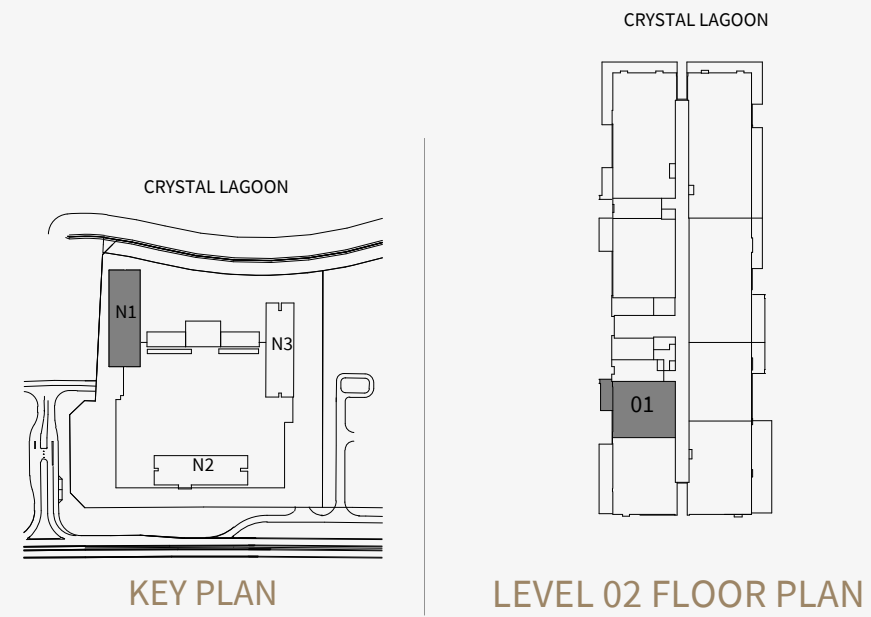 CRYSTAL LAGOON
N1
N3
N2
KEY PLAN
CRYSTAL LAGOON
01
LEVEL 02 FLOOR PLAN